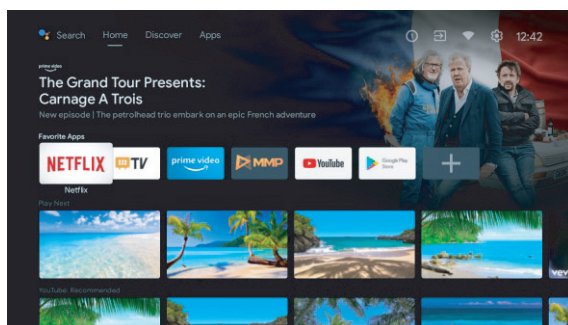 Search Home Discover Apps 12:42
prime video
The Grand Tour Presents:
Carnage A Trois
New episode | The petrolhead trio embark on an epic French adventure
Favorite Apps
NETFLIX TV prime video MMP YouTube Google Play Store
Netflix
Play Next
vevo
YouTube: Recommended